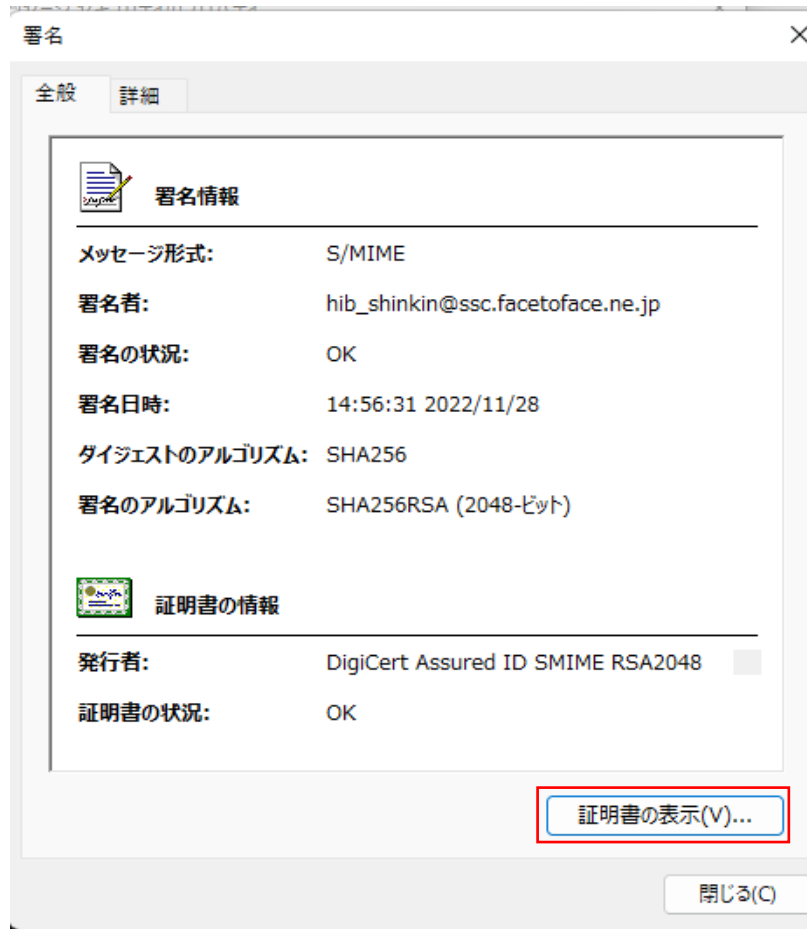 署名
全般
詳細
署名情報
メッセージ形式: S/MIME
署名者: hib_shinkin@ssc.facetoface.ne.jp
署名の状況: OK
署名日時: 14:56:31 2022/11/28
ダイジェストのアルゴリズム: SHA256
署名のアルゴリズム: SHA256RSA (2048-ビット)
証明書の情報
発行者: DigiCert Assured ID SMIME RSA2048
証明書の状況: OK
証明書の表示(V)...
閉じる(C)